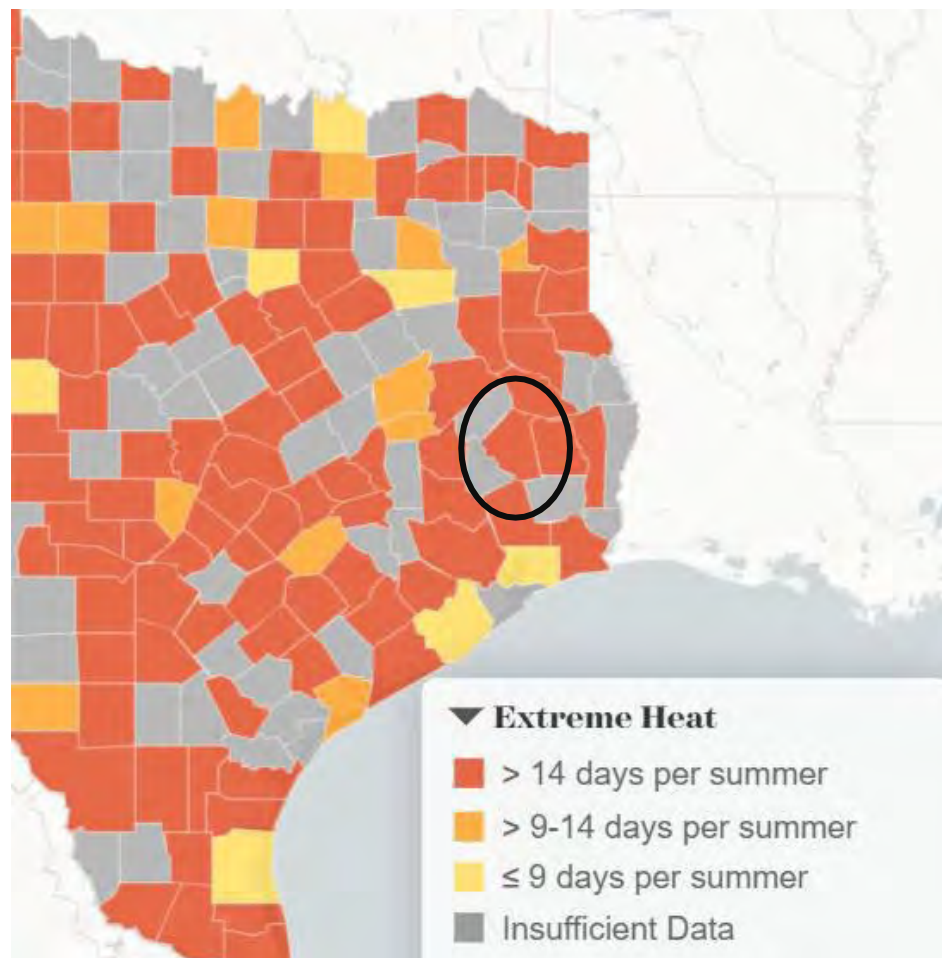 Extreme Heat
> 14 days per summer
> 9-14 days per summer
≤ 9 days per summer
Insufficient Data